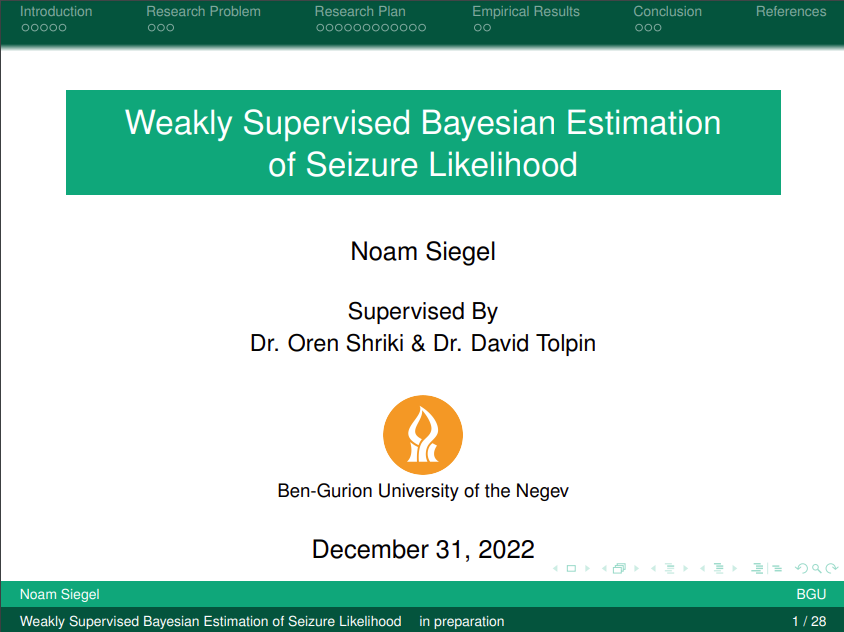 Introduction Research Problem Research Plan Empirical Results Conclusion References
Weakly Supervised Bayesian Estimation
of Seizure Likelihood
Noam Siegel
Supervised By
Dr. Oren Shriki & Dr. David Tolpin
Ben-Gurion University of the Negev
December 31, 2022
Noam Siegel BGU
Weakly Supervised Bayesian Estimation of Seizure Likelihood in preparation 1 / 28